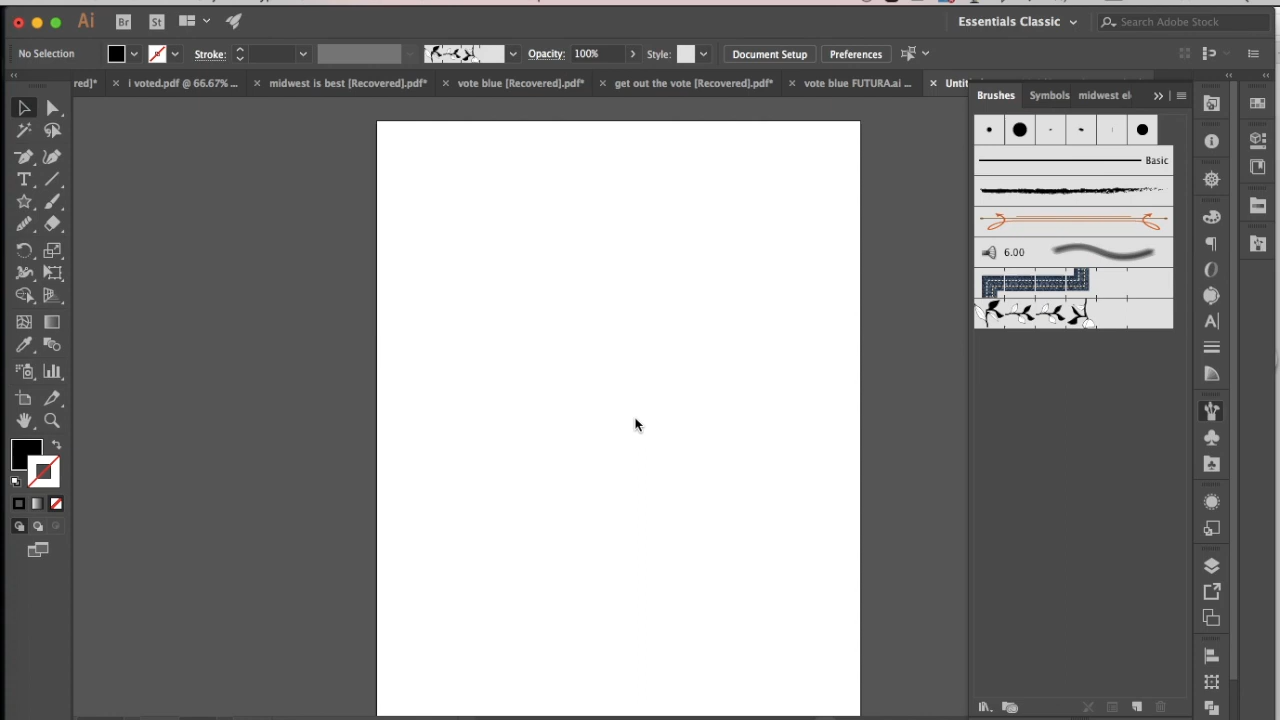 Ai Br St Essentials Classic Search Adobe Stock
No Selection Stroke: Opacity: 100% Style: Document Setup Preferences
red]* × i voted.pdf @ 66.67% ... × midwest is best [Recovered].pdf* × vote blue [Recovered].pdf* × get out the vote [Recovered].pdf* × vote blue FUTURA.ai ... ×
Brushes Symbols midwest el
Basic
6.00